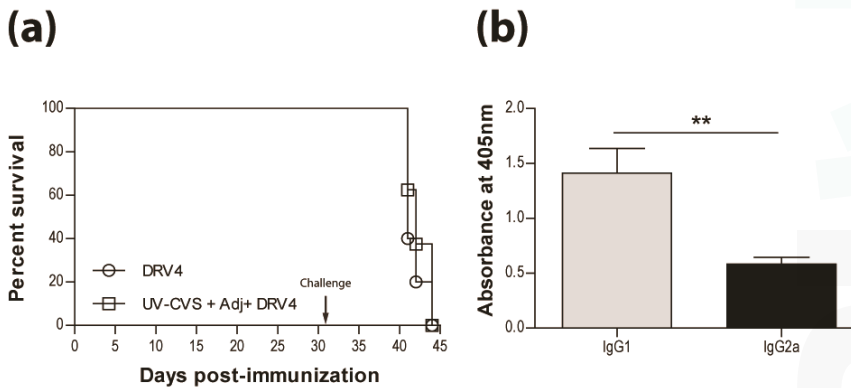 (a)
Percent survival
100
80
60
40
20
0
DRV4
UV-CVS + Adj+ DRV4
Challenge
0 5 10 15 20 25 30 35 40 45
Days post-immunization
(b)
Absorbance at 405nm
2.0
1.5
1.0
0.5
0.0
**
IgG1 IgG2a